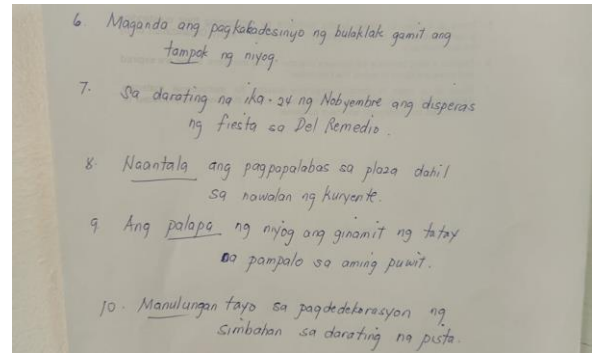 6. Maganda ang pagkakadesinyo ng bulaklak gamit ang
tampok ng niyog.
7. Sa darating na ika-24 ng Nobyembre ang disperas
ng fiesta sa Del Remedio.
8. Naantala ang pagpapalabas sa plaza dahil
sa nawalan ng kuryente.
9. Ang palapa ng niyog ang ginamit ng tatay
na pampalo sa aming puwit.
10. Manulungan tayo sa pagdedekorasyon ng
simbahan sa darating na pista.